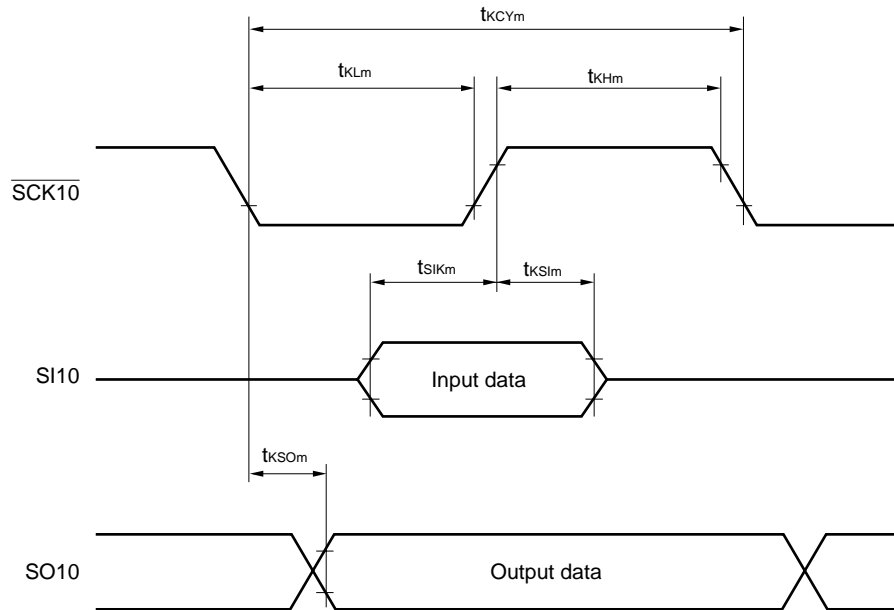 tKCYm
tKLm
tKHm
SCK10
tSIKm
tKSIm
SI10
Input data
tKSOm
SO10
Output data